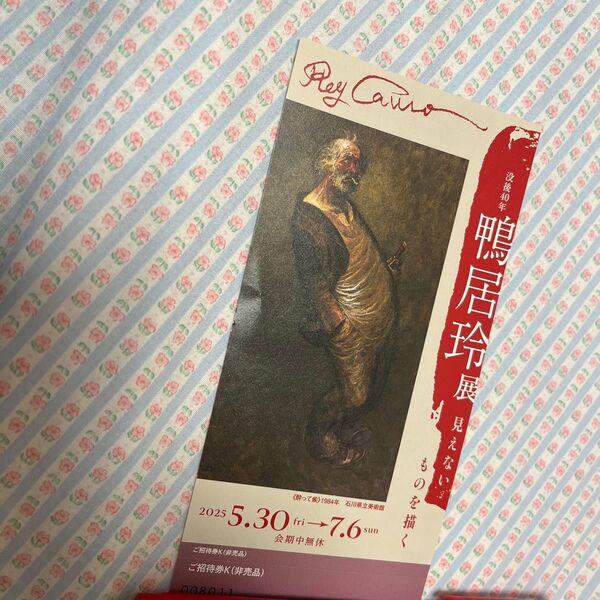 Rey Camo
没後40年
鴨居玲展
見えない
ものを描く
《酔って候》1984年 石川県立美術館
2025 5.30 fri→7.6 sun
会期中無休
ご招待券K(非売品)
ご招待券K(非売品)
008011